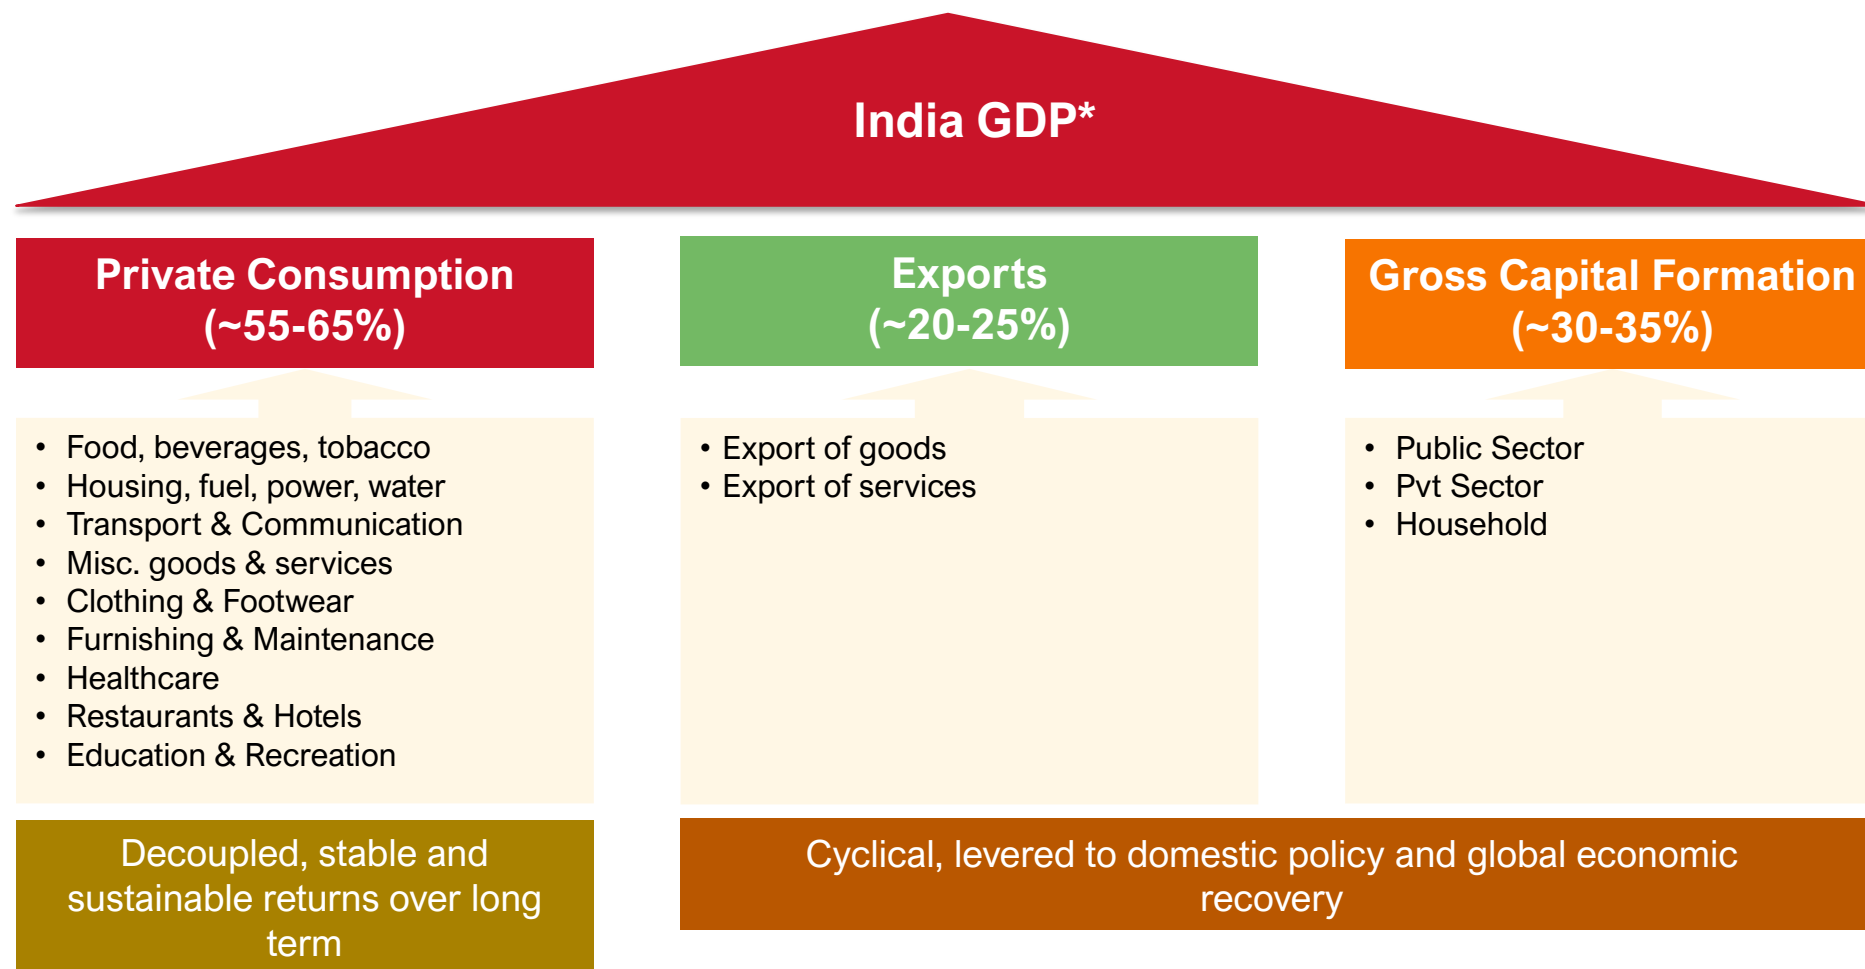 India GDP*
Private Consumption
(~55-65%)
Exports
(~20-25%)
Gross Capital Formation
(~30-35%)
• Food, beverages, tobacco
• Housing, fuel, power, water
• Transport & Communication
• Misc. goods & services
• Clothing & Footwear
• Furnishing & Maintenance
• Healthcare
• Restaurants & Hotels
• Education & Recreation
• Export of goods
• Export of services
• Public Sector
• Pvt Sector
• Household
Decoupled, stable and
sustainable returns over long
term
Cyclical, levered to domestic policy and global economic
recovery